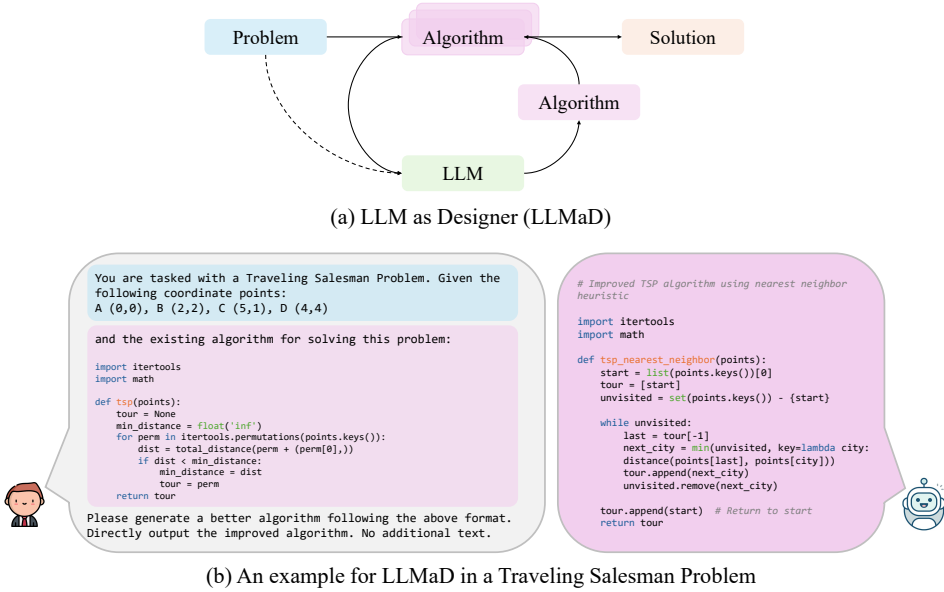 Problem
Algorithm
Solution
Algorithm
LLM
(a) LLM as Designer (LLMaD)
You are tasked with a Traveling Salesman Problem. Given the
following coordinate points:
A (0,0), B (2,2), C (5,1), D (4,4)
and the existing algorithm for solving this problem:
import itertools
import math
def tsp(points):
    tour = None
    min_distance = float('inf')
    for perm in itertools.permutations(points.keys()):
        dist = total_distance(perm + (perm[0],))
        if dist < min_distance:
            min_distance = dist
            tour = perm
    return tour
Please generate a better algorithm following the above format.
Directly output the improved algorithm. No additional text.
# Improved TSP algorithm using nearest neighbor
heuristic
import itertools
import math
def tsp_nearest_neighbor(points):
    start = list(points.keys())[0]
    tour = [start]
    unvisited = set(points.keys()) - {start}
    while unvisited:
        last = tour[-1]
        next_city = min(unvisited, key=lambda city:
        distance(points[last], points[city]))
        tour.append(next_city)
        unvisited.remove(next_city)
    tour.append(start)  # Return to start
    return tour
(b) An example for LLMaD in a Traveling Salesman Problem